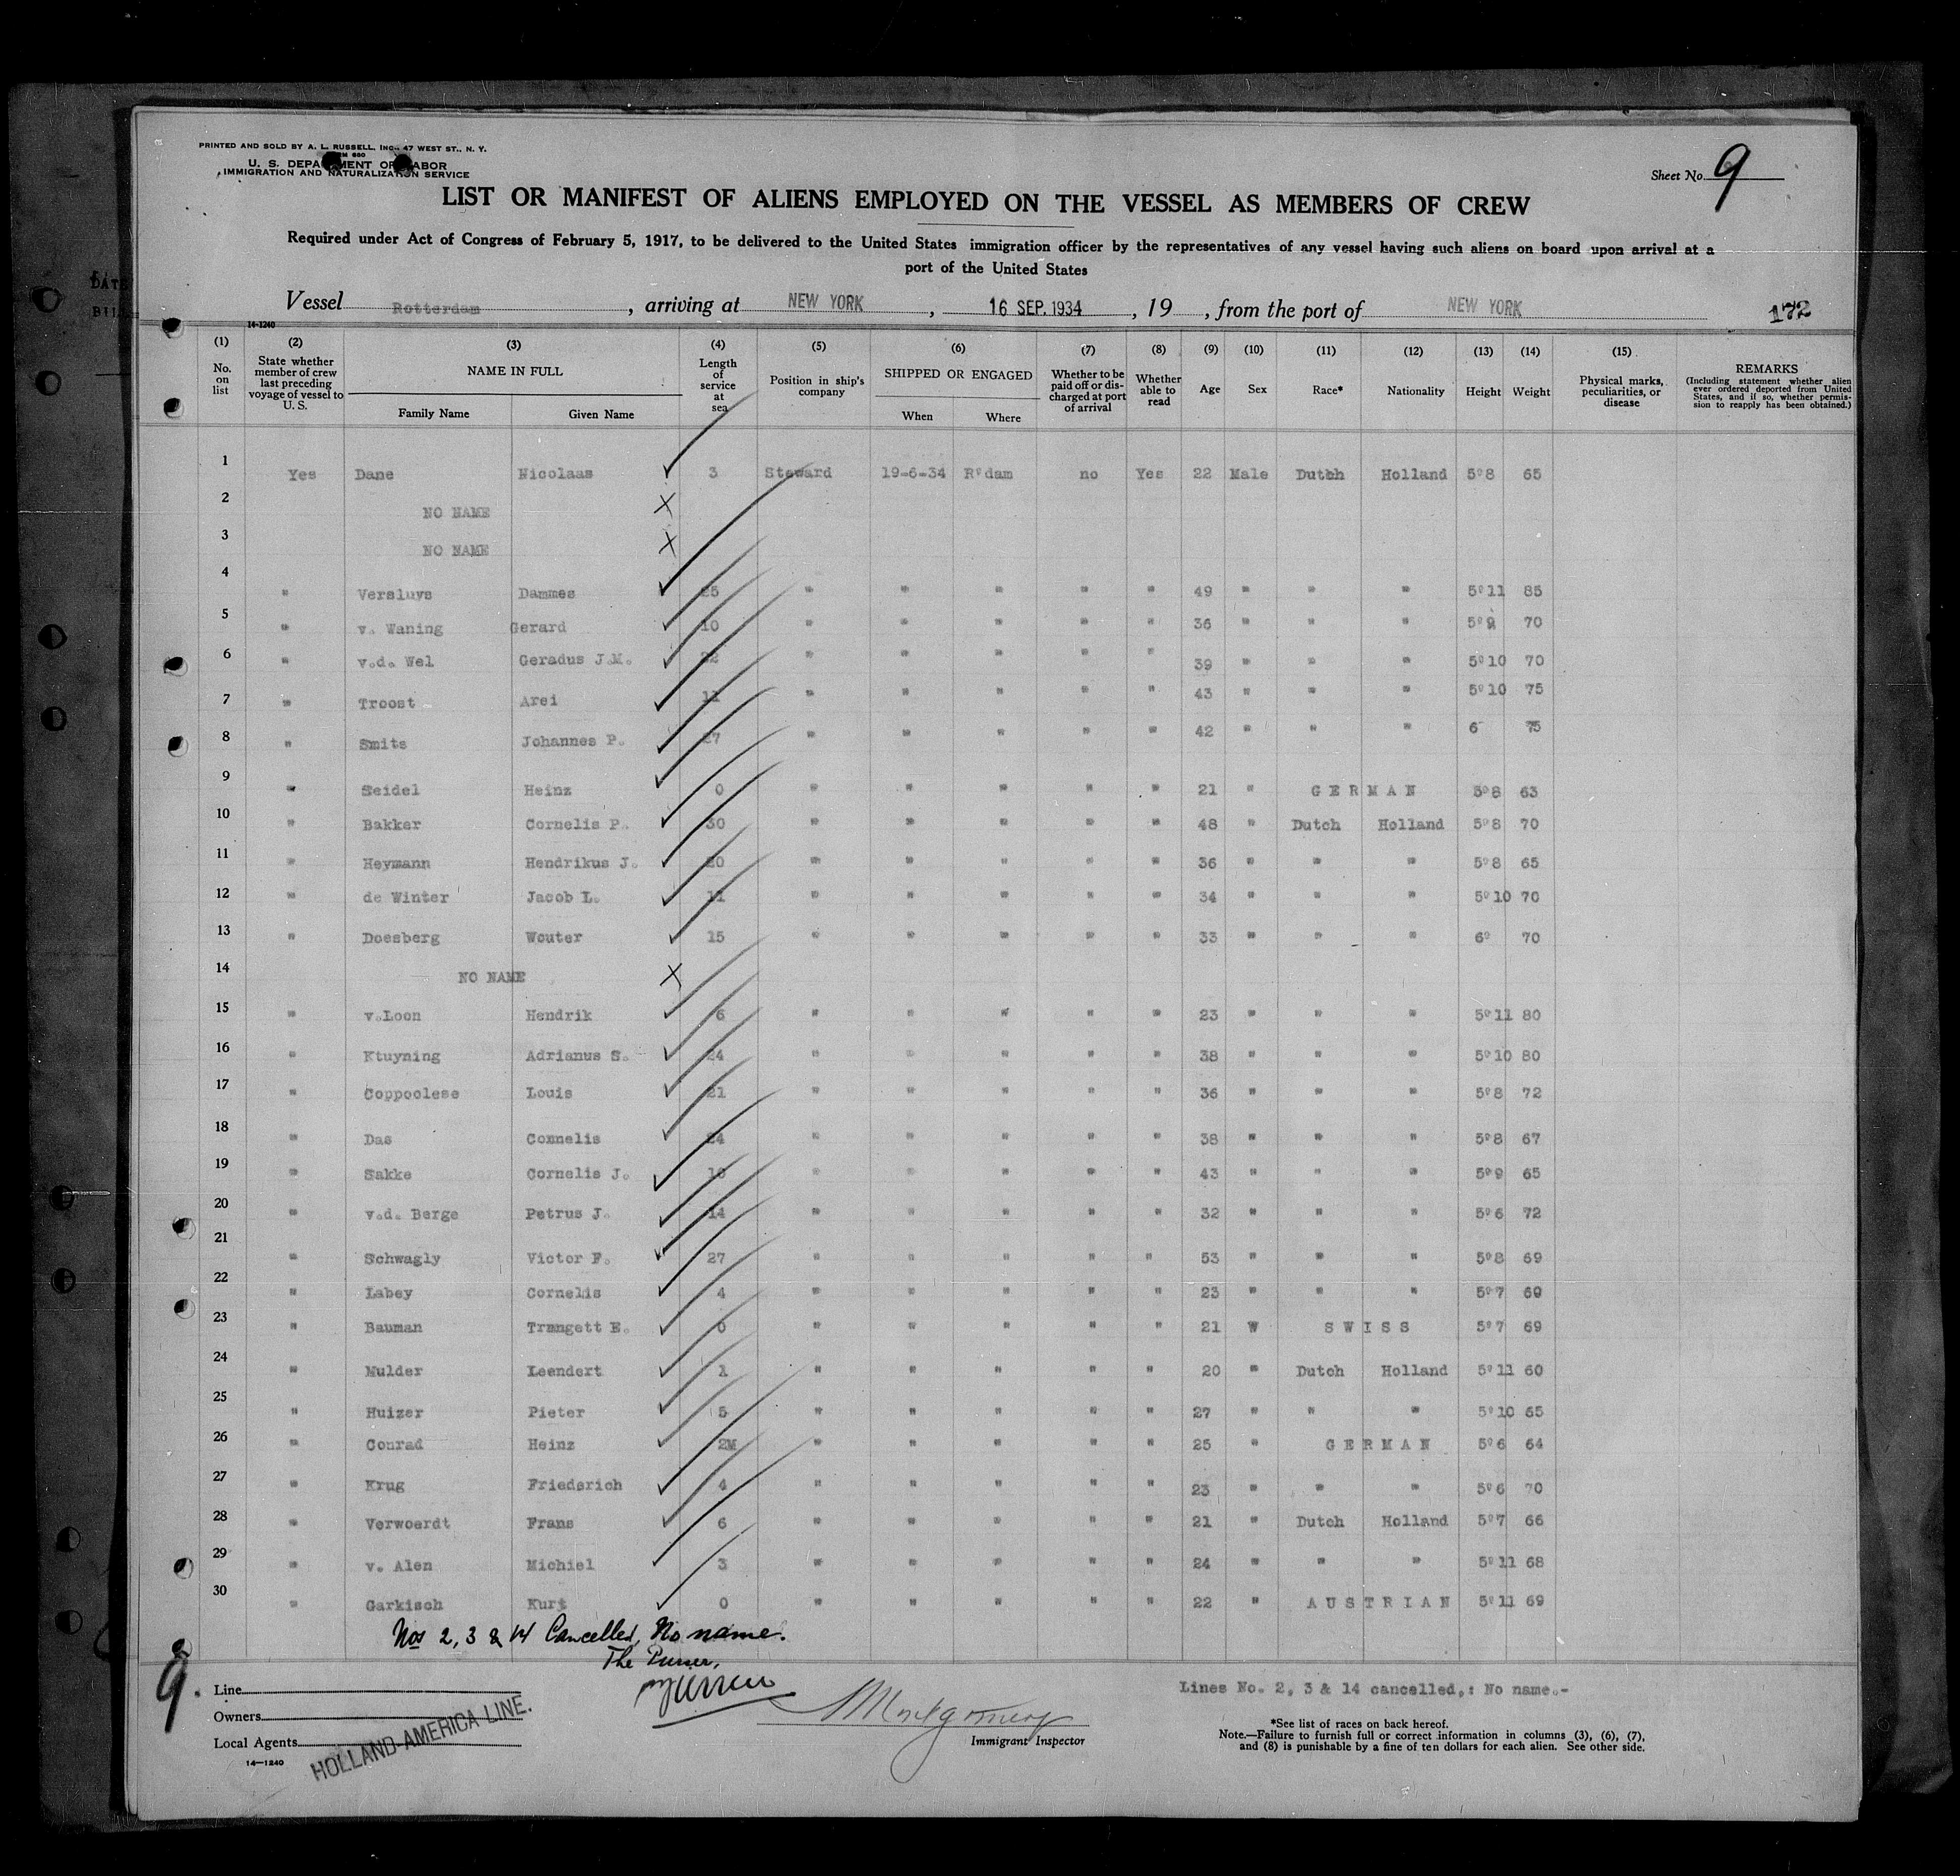 PRINTED AND SOLD BY A. L. RUSSELL, INC., 47 WEST ST., N. Y.
U. S. DEPARTMENT OF LABOR
IMMIGRATION AND NATURALIZATION SERVICE
Sheet No. 9
LIST OR MANIFEST OF ALIENS EMPLOYED ON THE VESSEL AS MEMBERS OF CREW
Required under Act of Congress of February 5, 1917, to be delivered to the United States immigration officer by the representatives of any vessel having such aliens on board upon arrival at a
port of the United States
Vessel Rotterdam, arriving at NEW YORK, 16 SEP. 1934, 19 , from the port of NEW YORK 172
14-1240
(1) (2) (3) (4) (5) (6) (7) (8) (9) (10) (11) (12) (13) (14) (15)
No. on list State whether member of crew last preceding voyage of vessel to U. S. NAME IN FULL Family Name Given Name Length of service at sea Position in ship's company SHIPPED OR ENGAGED When Where Whether to be paid off or discharged at port of arrival Whether able to read Age Sex Race* Nationality Height Weight Physical marks, peculiarities, or disease REMARKS (Including statement whether alien ever ordered deported from United States, and if so, whether permission to reapply has been obtained.)
1 Yes Dane Nicolaas 3 Steward 19-6-34 R'dam no Yes 22 Male Dutch Holland 5'8 65
2 NO NAME X
3 NO NAME X
4 " Versluys Dammes 25 " " " " " 49 " " " 5'11 85
5 " v. Waning Gerard 10 " " " " " 36 " " " 5'9 70
6 " v.d. Wel Geradus J.M. 22 " " " " " 39 " " " 5'10 70
7 " Troost Arei 11 " " " " " 43 " " " 5'10 75
8 " Smits Johannes P. 27 " " " " " 42 " " " 6 75
9 " Seidel Heinz 0 " " " " " 21 " GERMAN 5'8 63
10 " Bakker Cornelis P. 30 " " " " " 48 " Dutch Holland 5'8 70
11 " Heymann Hendrikus J. 20 " " " " " 36 " " " 5'8 65
12 " de Winter Jacob L. 11 " " " " " 34 " " " 5'10 70
13 " Doesberg Wouter 15 " " " " " 33 " " " 6' 70
14 NO NAME X
15 " v.Loon Hendrik 6 " " " " " 23 " " " 5'11 80
16 " Ktuyning Adrianus S. 24 " " " " " 38 " " " 5'10 80
17 " Coppoolese Louis 21 " " " " " 36 " " " 5'8 72
18 " Das Connelis 24 " " " " " 38 " " " 5'8 67
19 " Sakke Cornelis J. " " " " " 43 " " " 5'9 65
20 " v.d. Berge Petrus J. 14 " " " " " 32 " " " 5'6 72
21 " Schwagly Victor F. 27 " " " " " 53 " " " 5'8 69
22 " Labey Cornelis 4 " " " " " 23 " " " 5'7 60
23 " Bauman Trangett E. 0 " " " " " 21 " SWISS 5'7 69
24 " Mulder Leendert 1 " " " " " 20 " Dutch Holland 5'11 60
25 " Huizer Pieter 5 " " " " " 27 " " " 5'10 65
26 " Conrad Heinz 2M " " " " " 25 " GERMAN 5'6 64
27 " Krug Friederich 4 " " " " " 23 " " " 5'6 70
28 " Verwoerdt Frans 6 " " " " " 21 " Dutch Holland 5'7 66
29 " v. Alen Michiel 3 " " " " " 24 " " " 5'11 68
30 " Garkisch Kurt 0 " " " " " 22 " AUSTRIAN 5'11 69
Nos 2, 3 & 14 Cancelled, No name.
The Purser,
9.
Line
Owners
Local Agents
HOLLAND-AMERICA LINE.
14-1240
Montgomery
Immigrant Inspector
Lines No. 2, 3 & 14 cancelled,: No name.-
*See list of races on back hereof.
Note.—Failure to furnish full or correct information in columns (3), (6), (7),
and (8) is punishable by a fine of ten dollars for each alien. See other side.